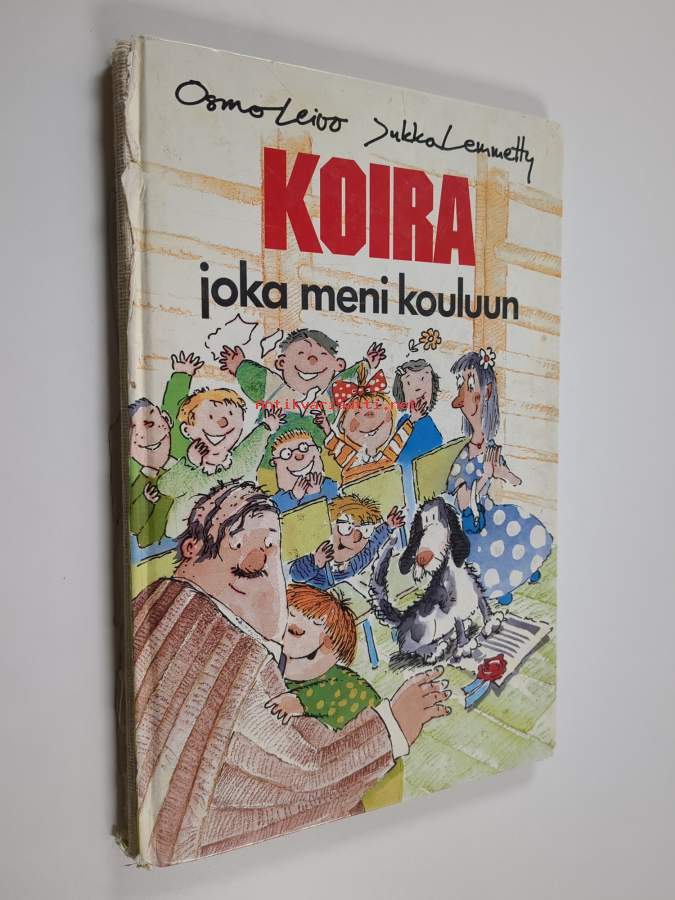 Osmo Leivo Jukka Lemmetty
KOIRA
joka meni kouluun
antikvariaatti.net